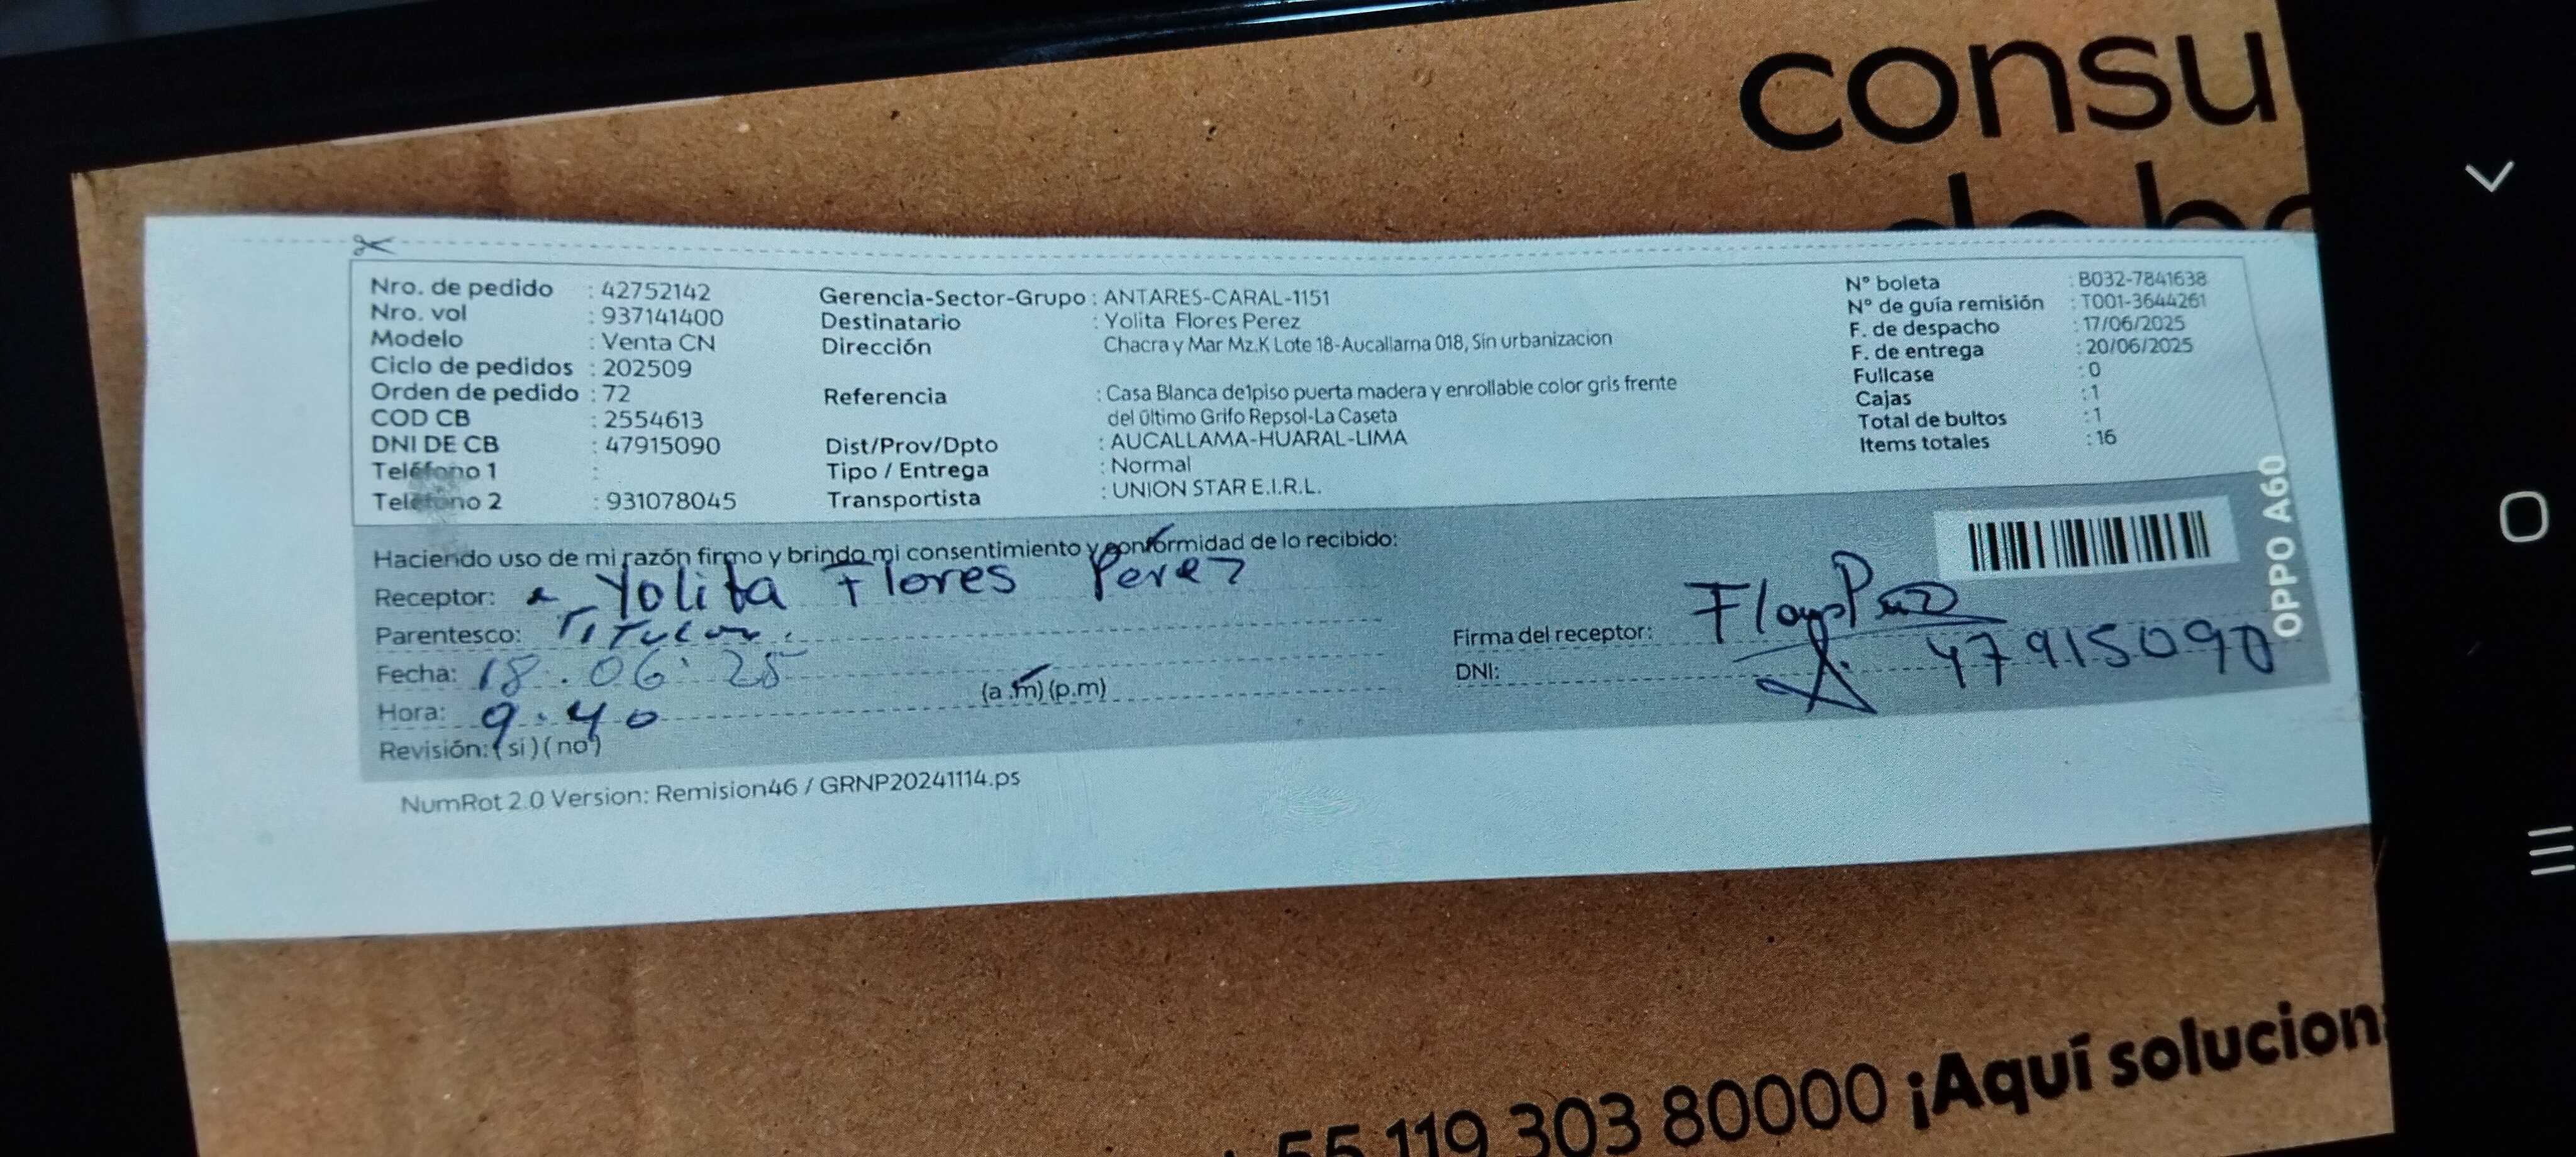 consu
Nro. de pedido : 42752142
Nro. vol : 937141400
Modelo : Venta CN
Ciclo de pedidos : 202509
Orden de pedido : 72
COD CB : 2554613
DNI DE CB : 47915090
Teléfono 1 :
Teléfono 2 : 931078045
Gerencia-Sector-Grupo : ANTARES-CARAL-1151
Destinatario : Yolita Flores Perez
Dirección Chacra y Mar Mz.K Lote 18-Aucallama 018, Sin urbanizacion
Referencia : Casa Blanca de1piso puerta madera y enrollable color gris frente
del último Grifo Repsol-La Caseta
Dist/Prov/Dpto : AUCALLAMA-HUARAL-LIMA
Tipo / Entrega : Normal
Transportista : UNION STAR E.I.R.L.
N° boleta : B032-7841638
N° de guía remisión : T001-3644261
F. de despacho : 17/06/2025
F. de entrega : 20/06/2025
Fullcase : 0
Cajas : 1
Total de bultos : 1
Items totales : 16
Haciendo uso de mi razón firmo y brindo mi consentimiento y conformidad de lo recibido:
Receptor: Yolita Flores Perez
Parentesco: Titular
Fecha: 18.06.25
Hora: 9.40 (a.m) (p.m)
Revisión: (si) (no)
Firma del receptor:
DNI: 47915090
OPPO A60
NumRot 2.0 Version: Remision46 / GRNP20241114.ps
55 119 303 80000 ¡Aquí solucion